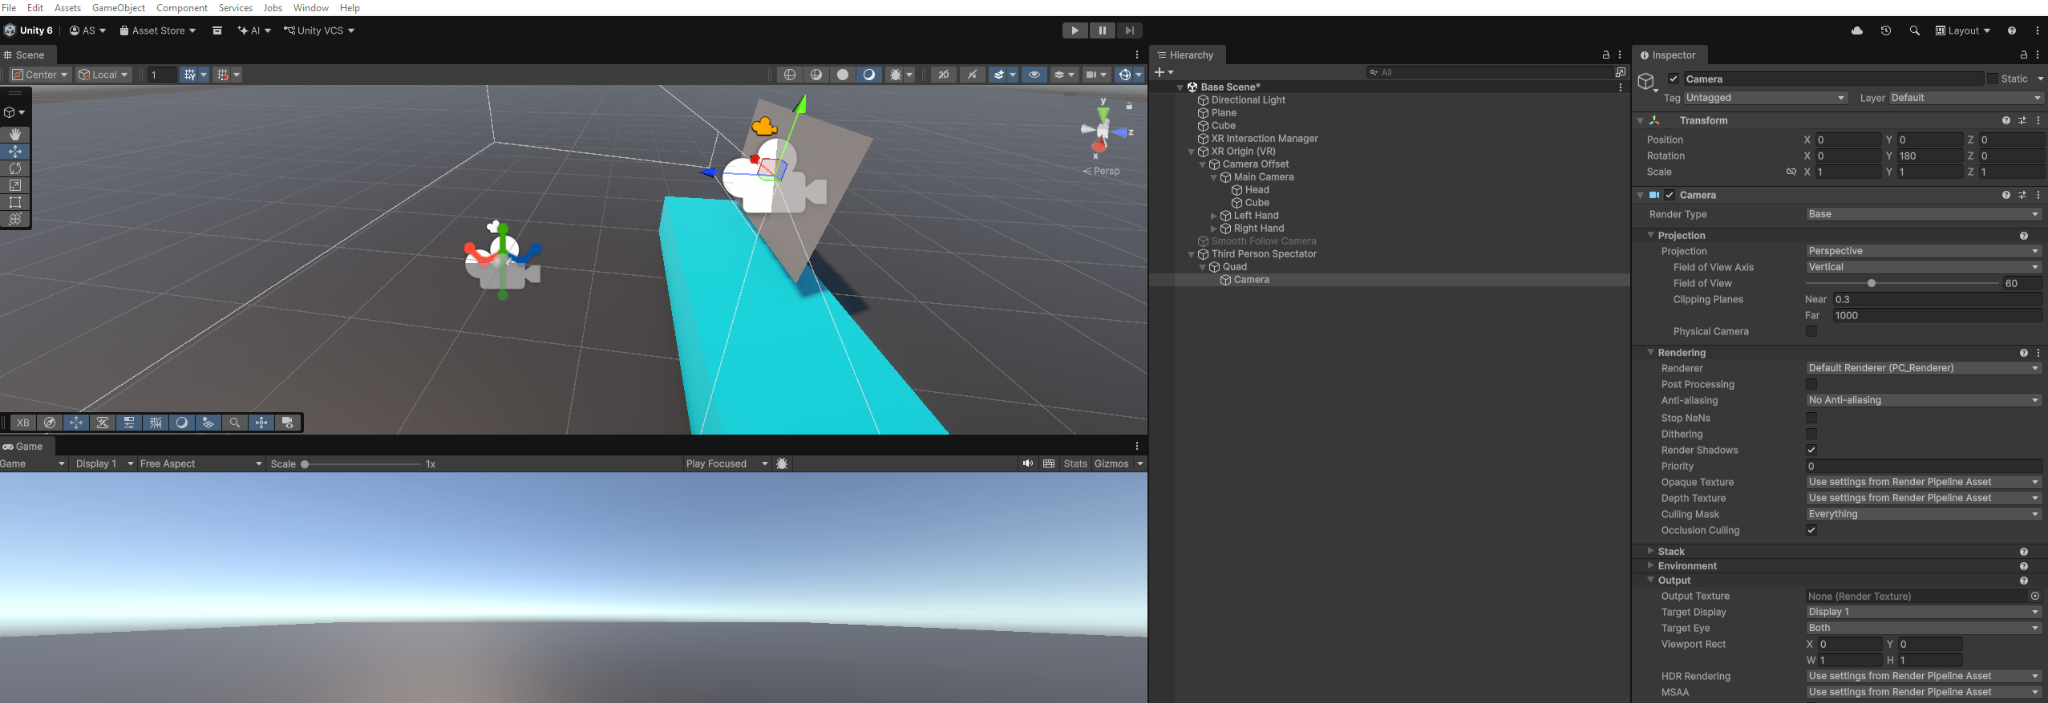 File Edit Assets GameObject Component Services Jobs Window Help
Unity 6 AS Asset Store AI Unity VCS Layout
Scene
Center Local 1 2D
y
z
x
Persp
XB
Game
Game Display 1 Free Aspect Scale 1x Play Focused Stats Gizmos
Hierarchy
All
Base Scene*
Directional Light
Plane
Cube
XR Interaction Manager
XR Origin (VR)
Camera Offset
Main Camera
Head
Cube
Left Hand
Right Hand
Smooth Follow Camera
Third Person Spectator
Quad
Camera
Inspector
Camera Static
Tag Untagged Layer Default
Transform
Position X 0 Y 0 Z 0
Rotation X 0 Y 180 Z 0
Scale X 1 Y 1 Z 1
Camera
Render Type Base
Projection
Projection Perspective
Field of View Axis Vertical
Field of View 60
Clipping Planes Near 0.3
Far 1000
Physical Camera
Rendering
Renderer Default Renderer (PC_Renderer)
Post Processing
Anti-aliasing No Anti-aliasing
Stop NaNs
Dithering
Render Shadows
Priority 0
Opaque Texture Use settings from Render Pipeline Asset
Depth Texture Use settings from Render Pipeline Asset
Culling Mask Everything
Occlusion Culling
Stack
Environment
Output
Output Texture None (Render Texture)
Target Display Display 1
Target Eye Both
Viewport Rect X 0 Y 0
W 1 H 1
HDR Rendering Use settings from Render Pipeline Asset
MSAA Use settings from Render Pipeline Asset